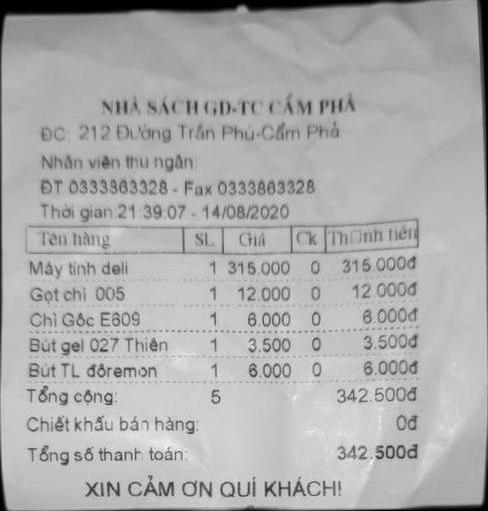 NHÀ SÁCH GD-TC CẨM PHẢ
ĐC: 212 Đường Trần Phú-Cẩm Phả
Nhân viên thu ngân:
ĐT 0333863328 - Fax 0333863328
Thời gian:21:39:07 - 14/08/2020
Tên hàng SL Giá Ck Th□nh tiền
Máy tính deli 1 315.000 0 315.000đ
Gọt chì 005 1 12.000 0 12.000đ
Chì Gôc E609 1 6.000 0 6.000đ
Bút gel 027 Thiên 1 3.500 0 3.500đ
Bút TL đôremon 1 6.000 0 6.000đ
Tổng cộng: 5 342.500đ
Chiết khấu bán hàng: 0đ
Tổng số thanh toán: 342.500đ
XIN CẢM ƠN QUÍ KHÁCH!